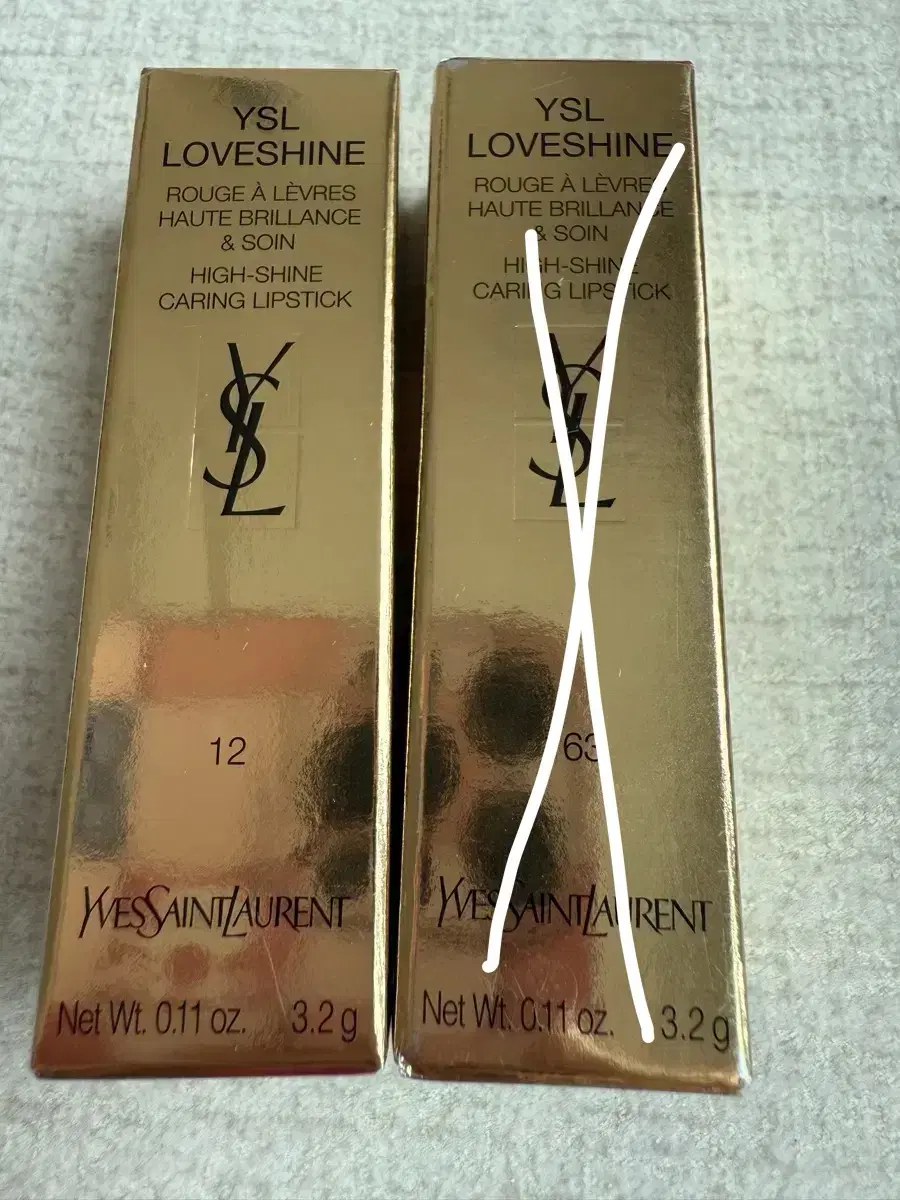 YSL
LOVESHINE
ROUGE À LÈVRES
HAUTE BRILLANCE
& SOIN
HIGH-SHINE
CARING LIPSTICK
YSL
12
YVESSAINTLAURENT
Net Wt. 0.11 oz. 3.2 g
YSL
LOVESHINE
ROUGE À LÈVRES
HAUTE BRILLANCE
& SOIN
HIGH-SHINE
CARING LIPSTICK
YSL
63
YVESSAINTLAURENT
Net Wt. 0.11 oz. 3.2 g